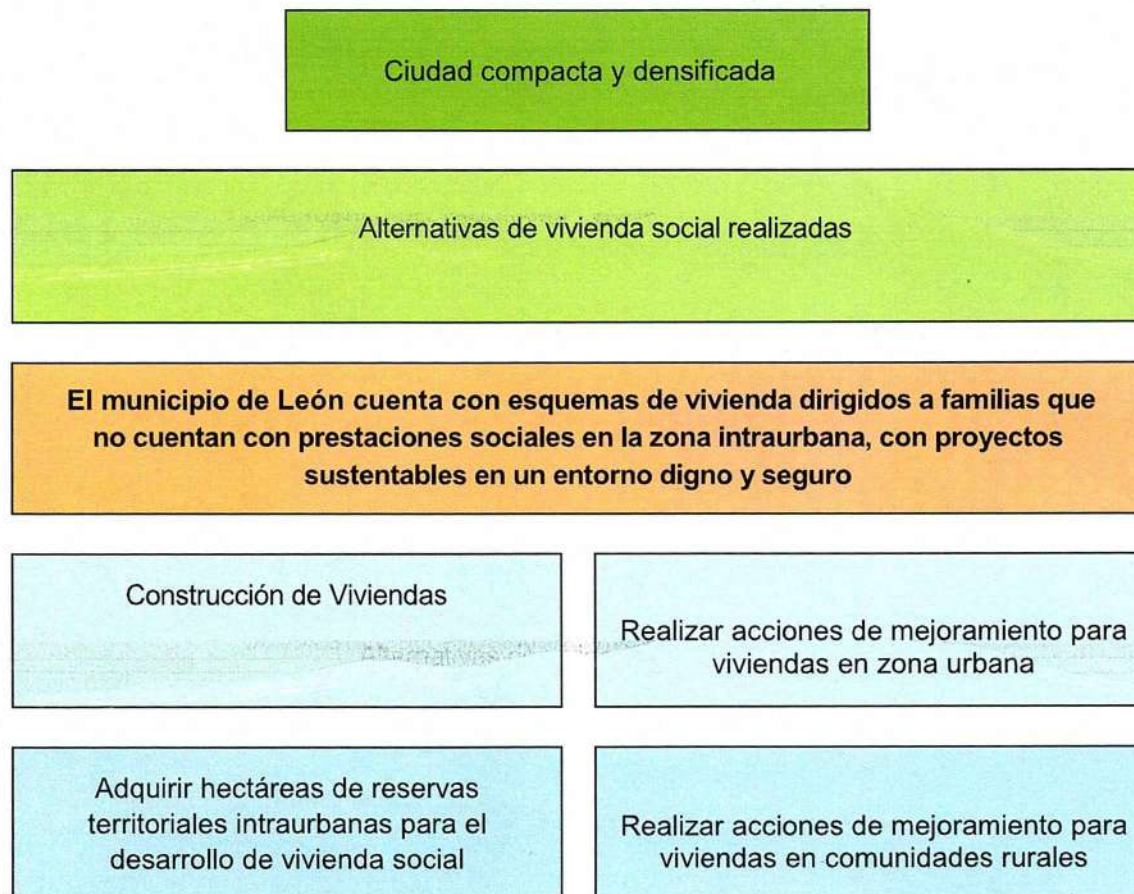 Ciudad compacta y densificada
Alternativas de vivienda social realizadas
El municipio de León cuenta con esquemas de vivienda dirigidos a familias que
no cuentan con prestaciones sociales en la zona intraurbana, con proyectos
sustentables en un entorno digno y seguro
Construcción de Viviendas
Realizar acciones de mejoramiento para
viviendas en zona urbana
Adquirir hectáreas de reservas
territoriales intraurbanas para el
desarrollo de vivienda social
Realizar acciones de mejoramiento para
viviendas en comunidades rurales